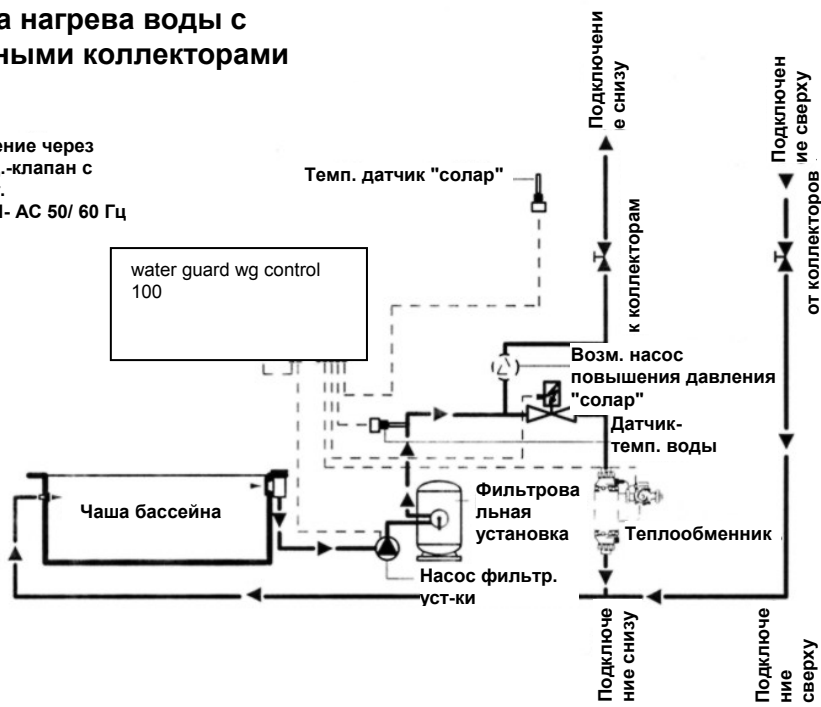 а нагрева воды с
ными коллекторами
ение через
.-клапан с
- АС 50/ 60 Гц
Темп. датчик "солар"
Подключени
е снизу
Подключен
ие сверху
water guard wg control
100
к коллекторам
от коллекторов
Возм. насос
повышения давления
"солар"
Датчик-
темп. воды
Чаша бассейна
Фильтрова
льная
установка
Теплообменник
Насос фильтр.
уст-ки
Подключе
ние снизу
Подключе
ние
сверху